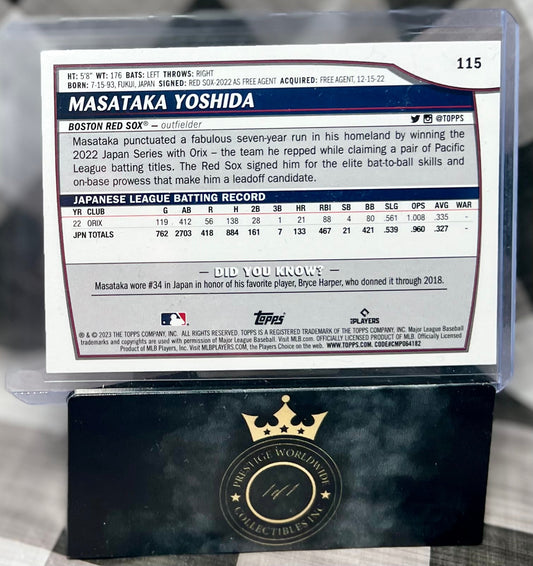 HT: 5'8" WT: 176 BATS: LEFT THROWS: RIGHT
BORN: 7-15-93, FUKUI, JAPAN SIGNED: RED SOX-2022 AS FREE AGENT ACQUIRED: FREE AGENT, 12-15-22
115
MASATAKA YOSHIDA
BOSTON RED SOX® – outfielder
@TOPPS
Masataka punctuated a fabulous seven-year run in his homeland by winning the
2022 Japan Series with Orix – the team he repped while claiming a pair of Pacific
League batting titles. The Red Sox signed him for the elite bat-to-ball skills and
on-base prowess that make him a leadoff candidate.
JAPANESE LEAGUE BATTING RECORD
YR CLUB G AB R H 2B 3B HR RBI SB BB SLG OPS AVG WAR
22 ORIX 119 412 56 138 28 1 21 88 4 80 .561 1.008 .335 -
JPN TOTALS 762 2703 418 884 161 7 133 467 21 421 .539 .960 .327 -
— DID YOU KNOW? —
Masataka wore #34 in Japan in honor of his favorite player, Bryce Harper, who donned it through 2018.
Topps
PLAYERS
® & © 2023 THE TOPPS COMPANY, INC. ALL RIGHTS RESERVED. TOPPS IS A REGISTERED TRADEMARK OF THE TOPPS COMPANY, INC. Major League Baseball
trademarks and copyrights are used with permission of Major League Baseball. Visit MLB.com. OFFICIALLY LICENSED PRODUCT OF MLB. Officially Licensed
Product of MLB Players, Inc. Visit MLBPLAYERS.com, the Players Choice on the web. WWW.TOPPS.COM, CODE#CMP064182
PRESTIGE WORLDWIDE
1of1
COLLECTIBLES INC